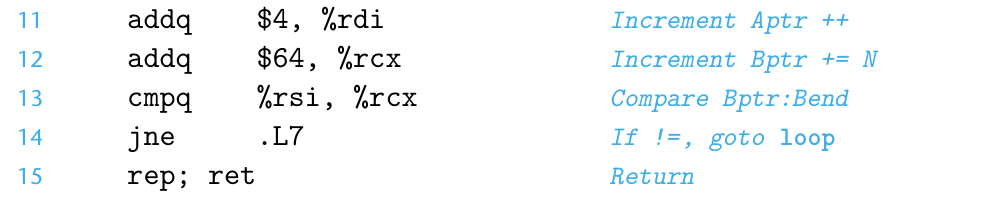 11 addq $4, %rdi Increment Aptr ++
12 addq $64, %rcx Increment Bptr += N
13 cmpq %rsi, %rcx Compare Bptr:Bend
14 jne .L7 If !=, goto loop
15 rep; ret Return